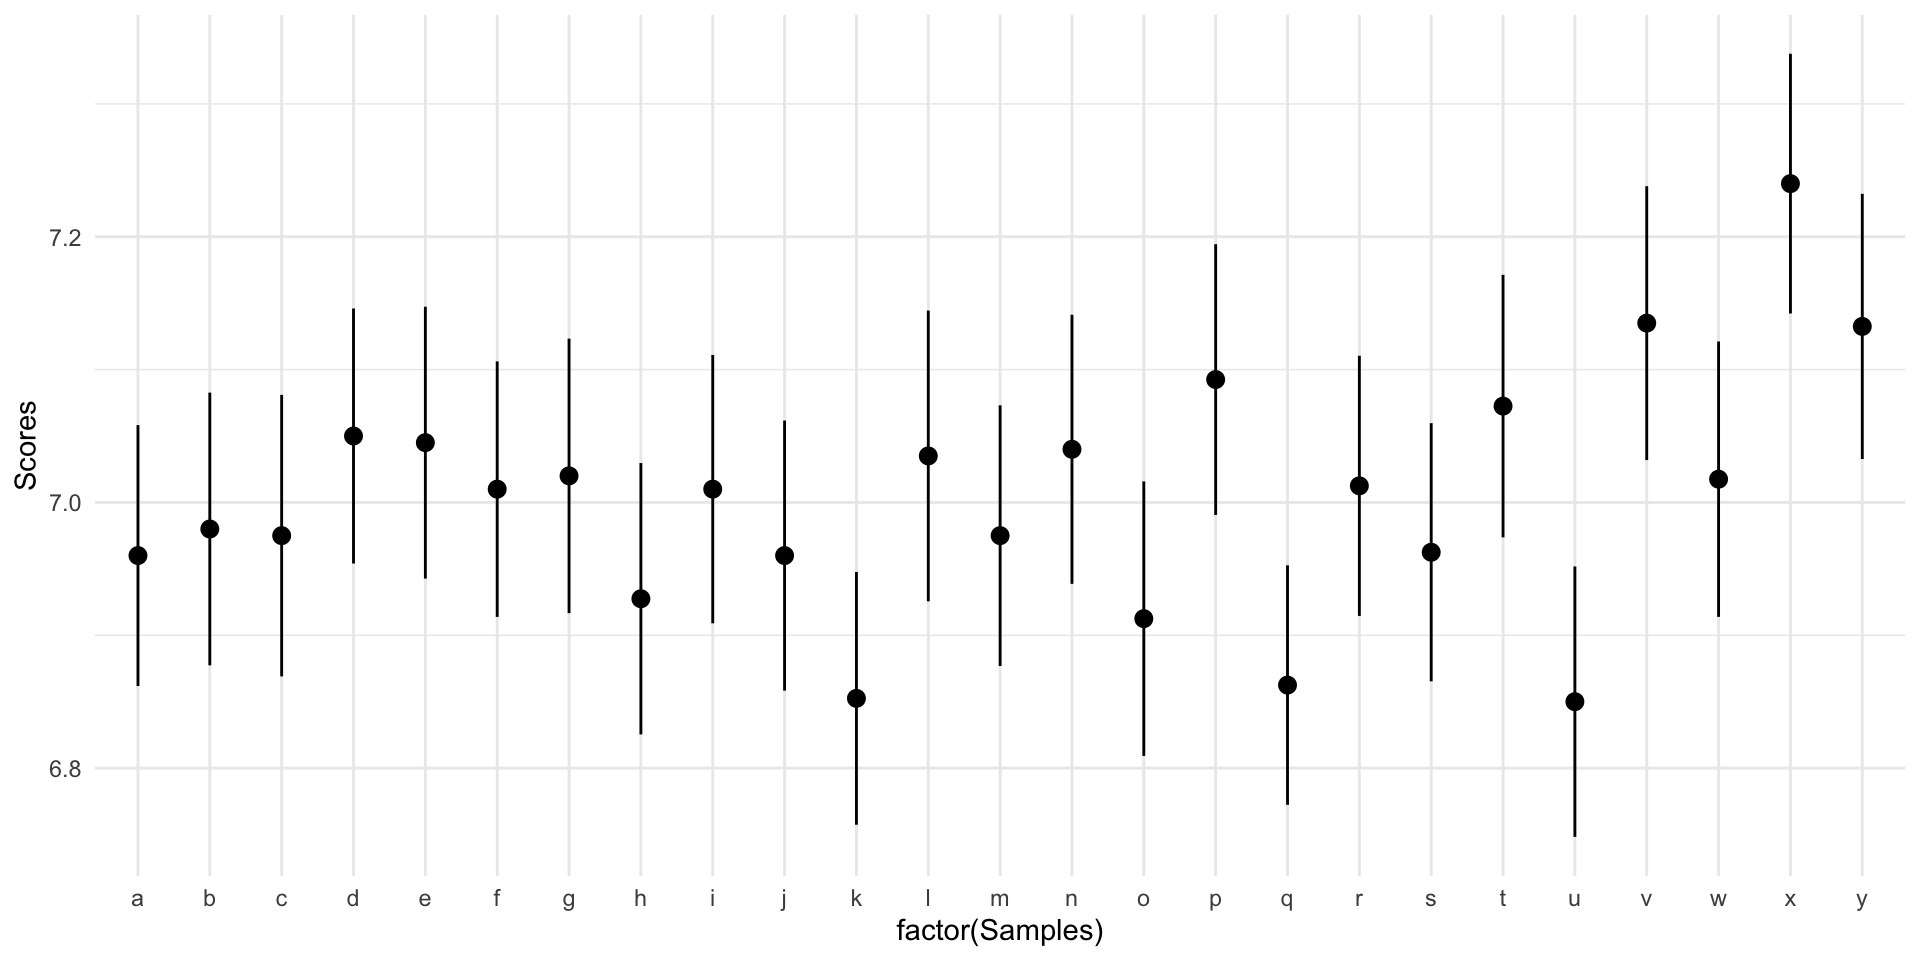 Scores
7.2
7.0
6.8
a b c d e f g h i j k l m n o p q r s t u v w x y
factor(Samples)